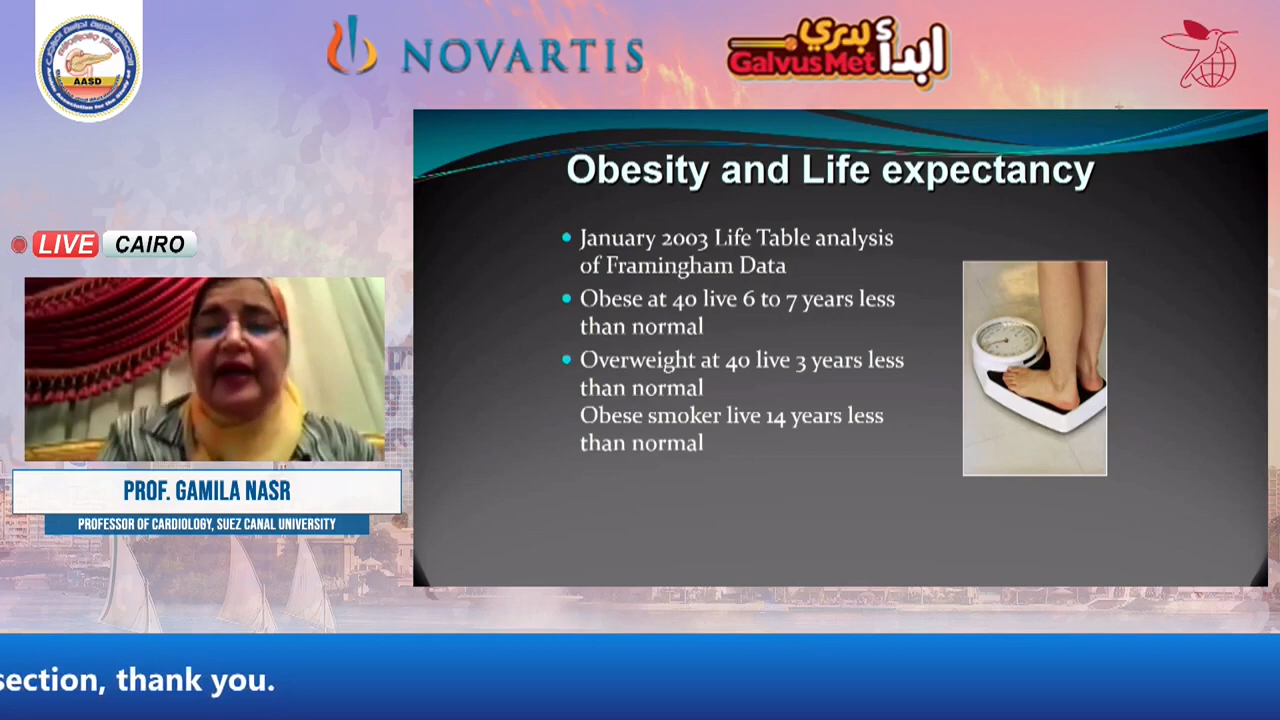 AASD
NOVARTIS
ابدأ بدري
GalvusMet
Obesity and Life expectancy
LIVE CAIRO
• January 2003 Life Table analysis
of Framingham Data
• Obese at 40 live 6 to 7 years less
than normal
• Overweight at 40 live 3 years less
than normal
Obese smoker live 14 years less
than normal
PROF. GAMILA NASR
PROFESSOR OF CARDIOLOGY, SUEZ CANAL UNIVERSITY
section, thank you.